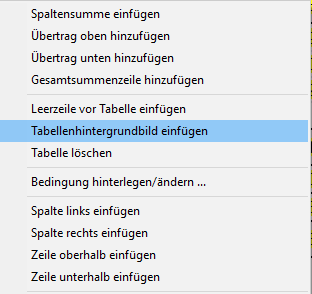 Spaltensumme einfügen
Übertrag oben hinzufügen
Übertrag unten hinzufügen
Gesamtsummenzeile hinzufügen
Leerzeile vor Tabelle einfügen
Tabellenhintergrundbild einfügen
Tabelle löschen
Bedingung hinterlegen/ändern ...
Spalte links einfügen
Spalte rechts einfügen
Zeile oberhalb einfügen
Zeile unterhalb einfügen